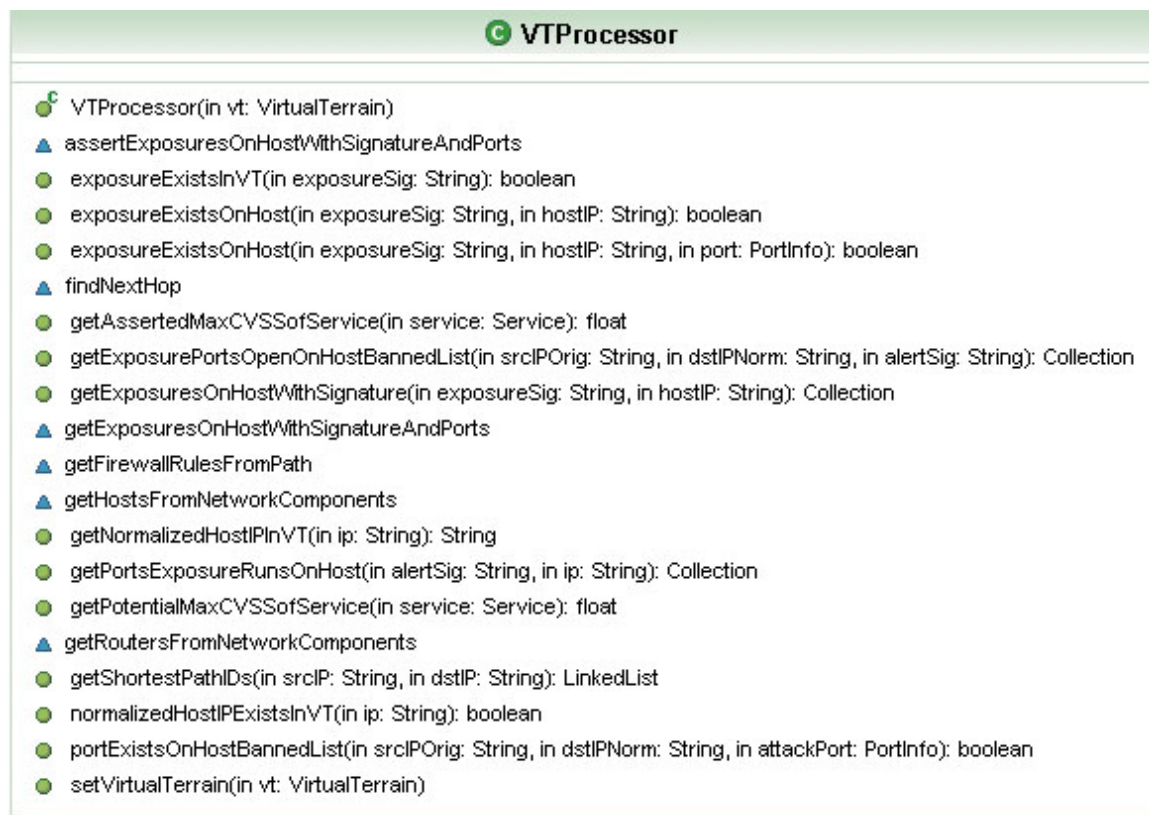 C VTProcessor
C VTProcessor(in vt: VirtualTerrain)
assertExposuresOnHostWithSignatureAndPorts
exposureExistsInVT(in exposureSig: String): boolean
exposureExistsOnHost(in exposureSig: String, in hostIP: String): boolean
exposureExistsOnHost(in exposureSig: String, in hostIP: String, in port: PortInfo): boolean
findNextHop
getAssertedMaxCVSSofService(in service: Service): float
getExposurePortsOpenOnHostBannedList(in srcIPOrig: String, in dstIPNorm: String, in alertSig: String): Collection
getExposuresOnHostWithSignature(in exposureSig: String, in hostIP: String): Collection
getExposuresOnHostWithSignatureAndPorts
getFirewallRulesFromPath
getHostsFromNetworkComponents
getNormalizedHostIPInVT(in ip: String): String
getPortsExposureRunsOnHost(in alertSig: String, in ip: String): Collection
getPotentialMaxCVSSofService(in service: Service): float
getRoutersFromNetworkComponents
getShortestPathIDs(in srcIP: String, in dstIP: String): LinkedList
normalizedHostIPExistsInVT(in ip: String): boolean
portExistsOnHostBannedList(in srcIPOrig: String, in dstIPNorm: String, in attackPort: PortInfo): boolean
setVirtualTerrain(in vt: VirtualTerrain)